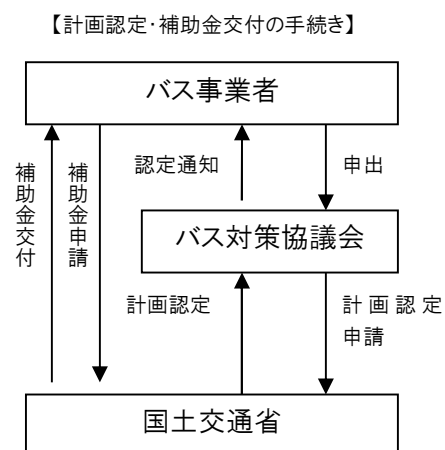 【計画認定・補助金交付の手続き】
バス事業者
補助金交付
補助金申請
認定通知
申出
バス対策協議会
計画認定
計画認定
申請
国土交通省